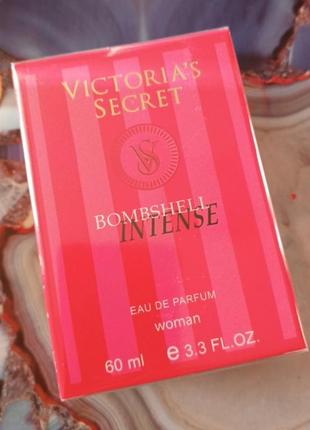 VICTORIA'S
SECRET
VS
BOMBSHELL
INTENSE
EAU DE PARFUM
woman
60 ml e 3.3 FL.OZ.